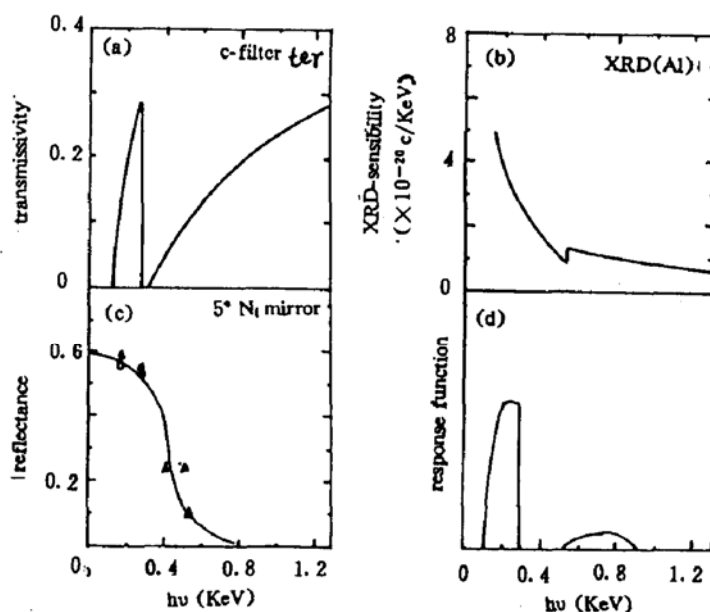 0.4
(a)
c-filter ter
transmissivity
0.2
0
8
(b)
XRD(Al)
XRD-sensibility
(×10⁻²⁰ c/KeV)
4
0
(c)
5° Ni mirror
reflectance
0.6
0.2
0 0.4 0.8 1.2
hυ (KeV)
(d)
response function
0 0.4 0.8 1.2
hυ (KeV)